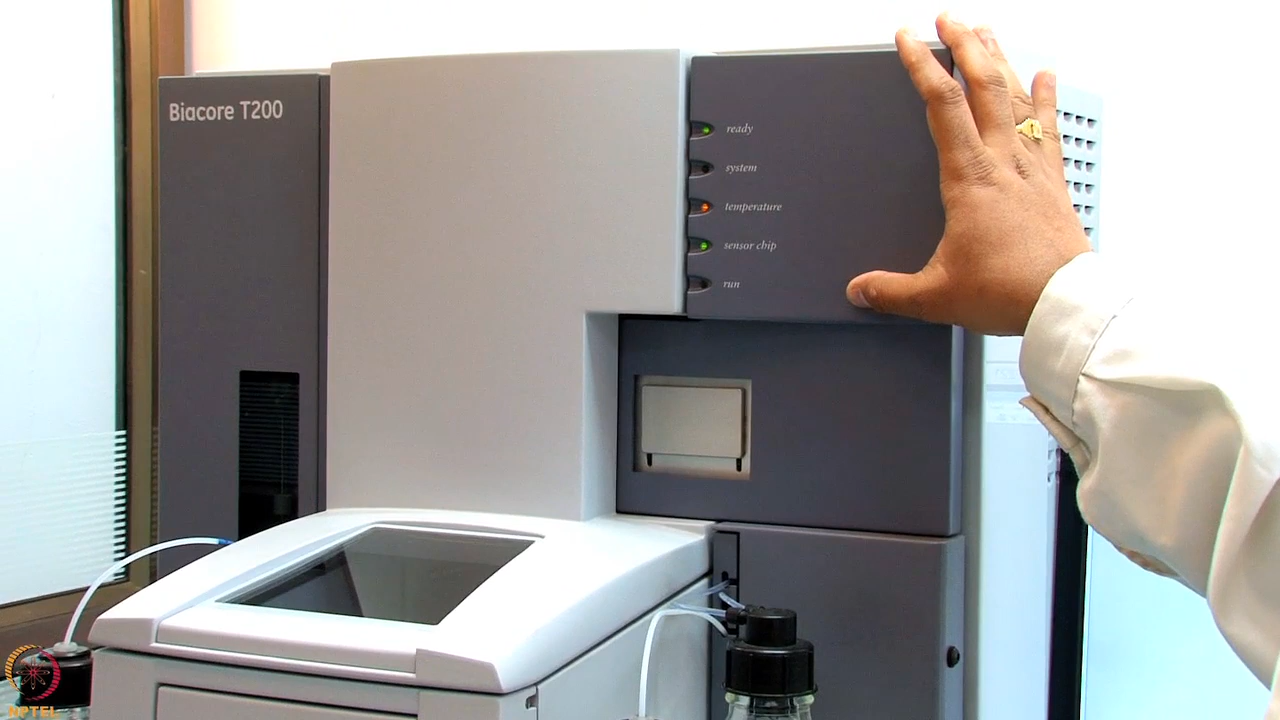 Biacore T200
ready
system
temperature
sensor chip
run
NPTEL